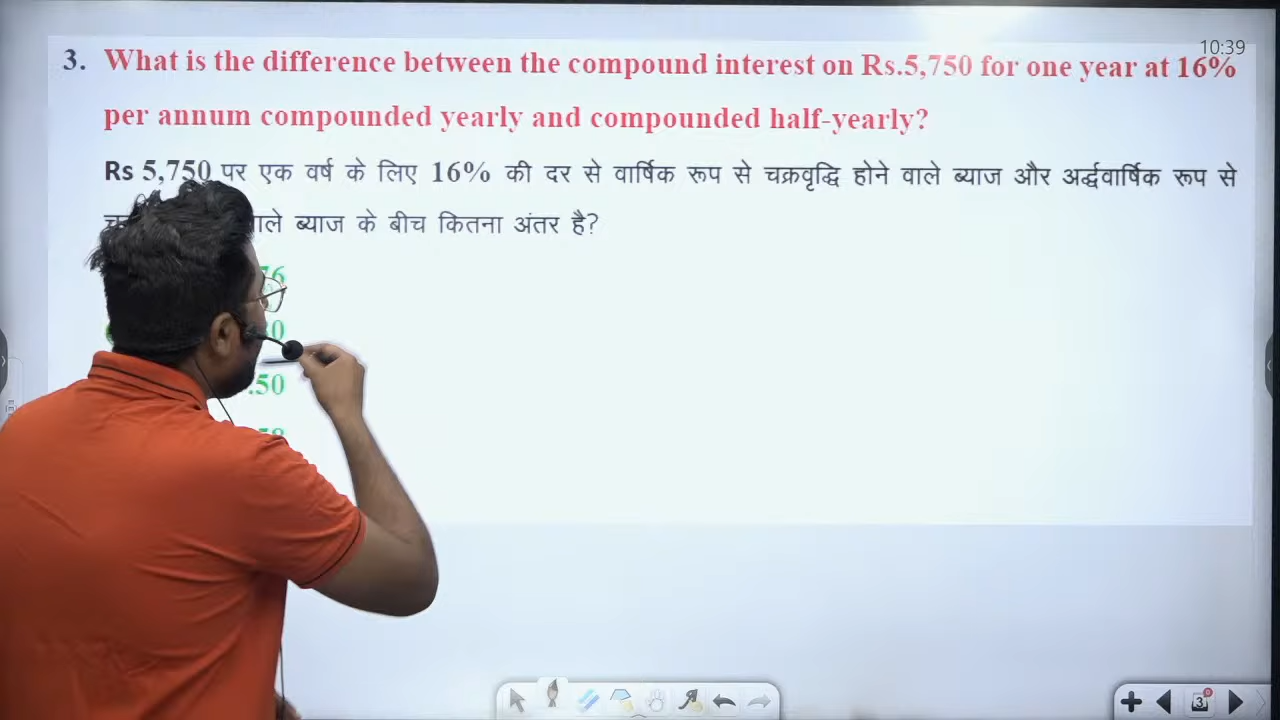 10:39
3. What is the difference between the compound interest on Rs.5,750 for one year at 16%
per annum compounded yearly and compounded half-yearly?
Rs 5,750 पर एक वर्ष के लिए 16% की दर से वार्षिक रूप से चक्रवृद्धि होने वाले ब्याज और अर्द्धवार्षिक रूप से
ब्याज के बीच कितना अंतर है?
.50
3